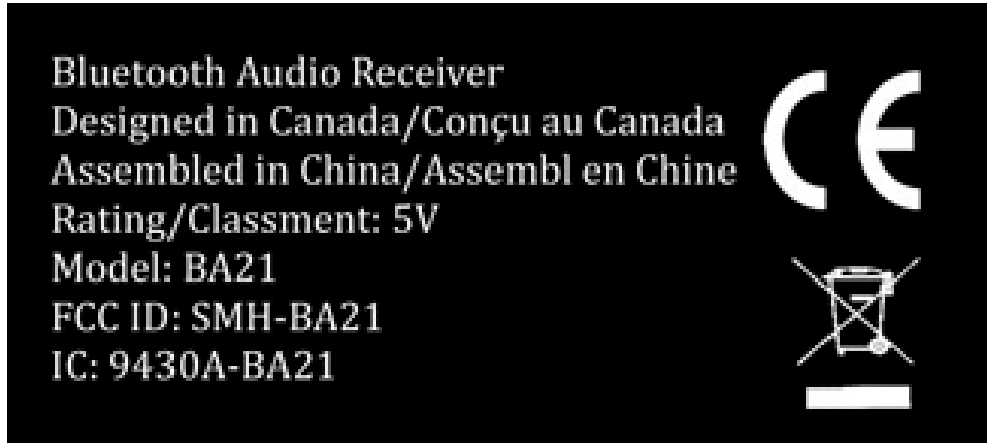 Bluetooth Audio Receiver
Designed in Canada/Conçu au Canada
Assembled in China/Assembl en Chine
Rating/Classment: 5V
Model: BA21
FCC ID: SMH-BA21
IC: 9430A-BA21
CE